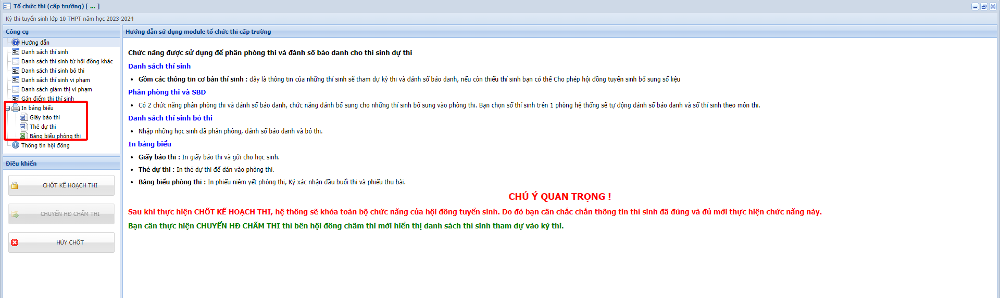 Tổ chức thi (cấp trường) [ ... ]
Kỳ thi tuyển sinh lớp 10 THPT năm học 2023-2024
Công cụ
Hướng dẫn
Danh sách thí sinh
Danh sách thí sinh từ hội đồng khác
Danh sách thí sinh bỏ thi
Danh sách thí sinh vi phạm
Danh sách giám thị vi phạm
Gán điểm thi thí sinh
In bảng biểu
Giấy báo thi
Thẻ dự thi
Bảng biểu phòng thi
Thông tin hội đồng
Điều khiển
CHỐT KẾ HOẠCH THI
CHUYỂN HĐ CHẤM THI
HỦY CHỐT
Hướng dẫn sử dụng module tổ chức thi cấp trường
Chức năng được sử dụng để phân phòng thi và đánh số báo danh cho thí sinh dự thi
Danh sách thí sinh
• Gồm các thông tin cơ bản thí sinh : đây là thông tin của những thí sinh sẽ tham dự kỳ thi và đánh số báo danh, nếu còn thiếu thí sinh bạn có thể Cho phép hội đồng tuyển sinh bổ sung số liệu
Phân phòng thi và SBD
• Có 2 chức năng phân phòng thi và đánh số báo danh, chức năng đánh bổ sung cho những thí sinh bổ sung vào phòng thi. Bạn chọn số thí sinh trên 1 phòng hệ thống sẽ tự động đánh số báo danh và số thí sinh theo môn thi.
Danh sách thí sinh bỏ thi
• Nhập những học sinh đã phân phòng, đánh số báo danh và bỏ thi.
In bảng biểu
• Giấy báo thi : In giấy báo thi và gửi cho học sinh.
• Thẻ dự thi : In thẻ dự thi để dán vào phòng thi.
• Bảng biểu phòng thi : In phiếu niêm yết phòng thi, Ký xác nhận đầu buổi thi và phiếu thu bài.
CHÚ Ý QUAN TRỌNG !
Sau khi thực hiện CHỐT KẾ HOẠCH THI, hệ thống sẽ khóa toàn bộ chức năng của hội đồng tuyển sinh. Do đó bạn cần chắc chắn thông tin thí sinh đã đúng và đủ mới thực hiện chức năng này.
Bạn cần thực hiện CHUYỂN HĐ CHẤM THI thì bên hội đồng chấm thi mới hiển thị danh sách thí sinh tham dự vào kỳ thi.